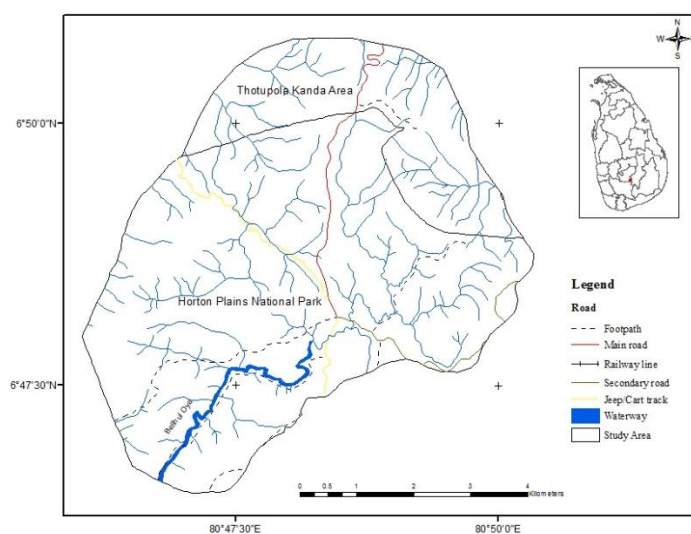 N
W
E
S
Thotupola Kanda Area
6°50'0"N
Horton Plains National Park
6°47'30"N
Belihul Oya
Legend
Road
Footpath
Main road
Railway line
Secondary road
Jeep/Cart track
Waterway
Study Area
0 0.5 1 2 3 4
Kilometers
80°47'30"E
80°50'0"E